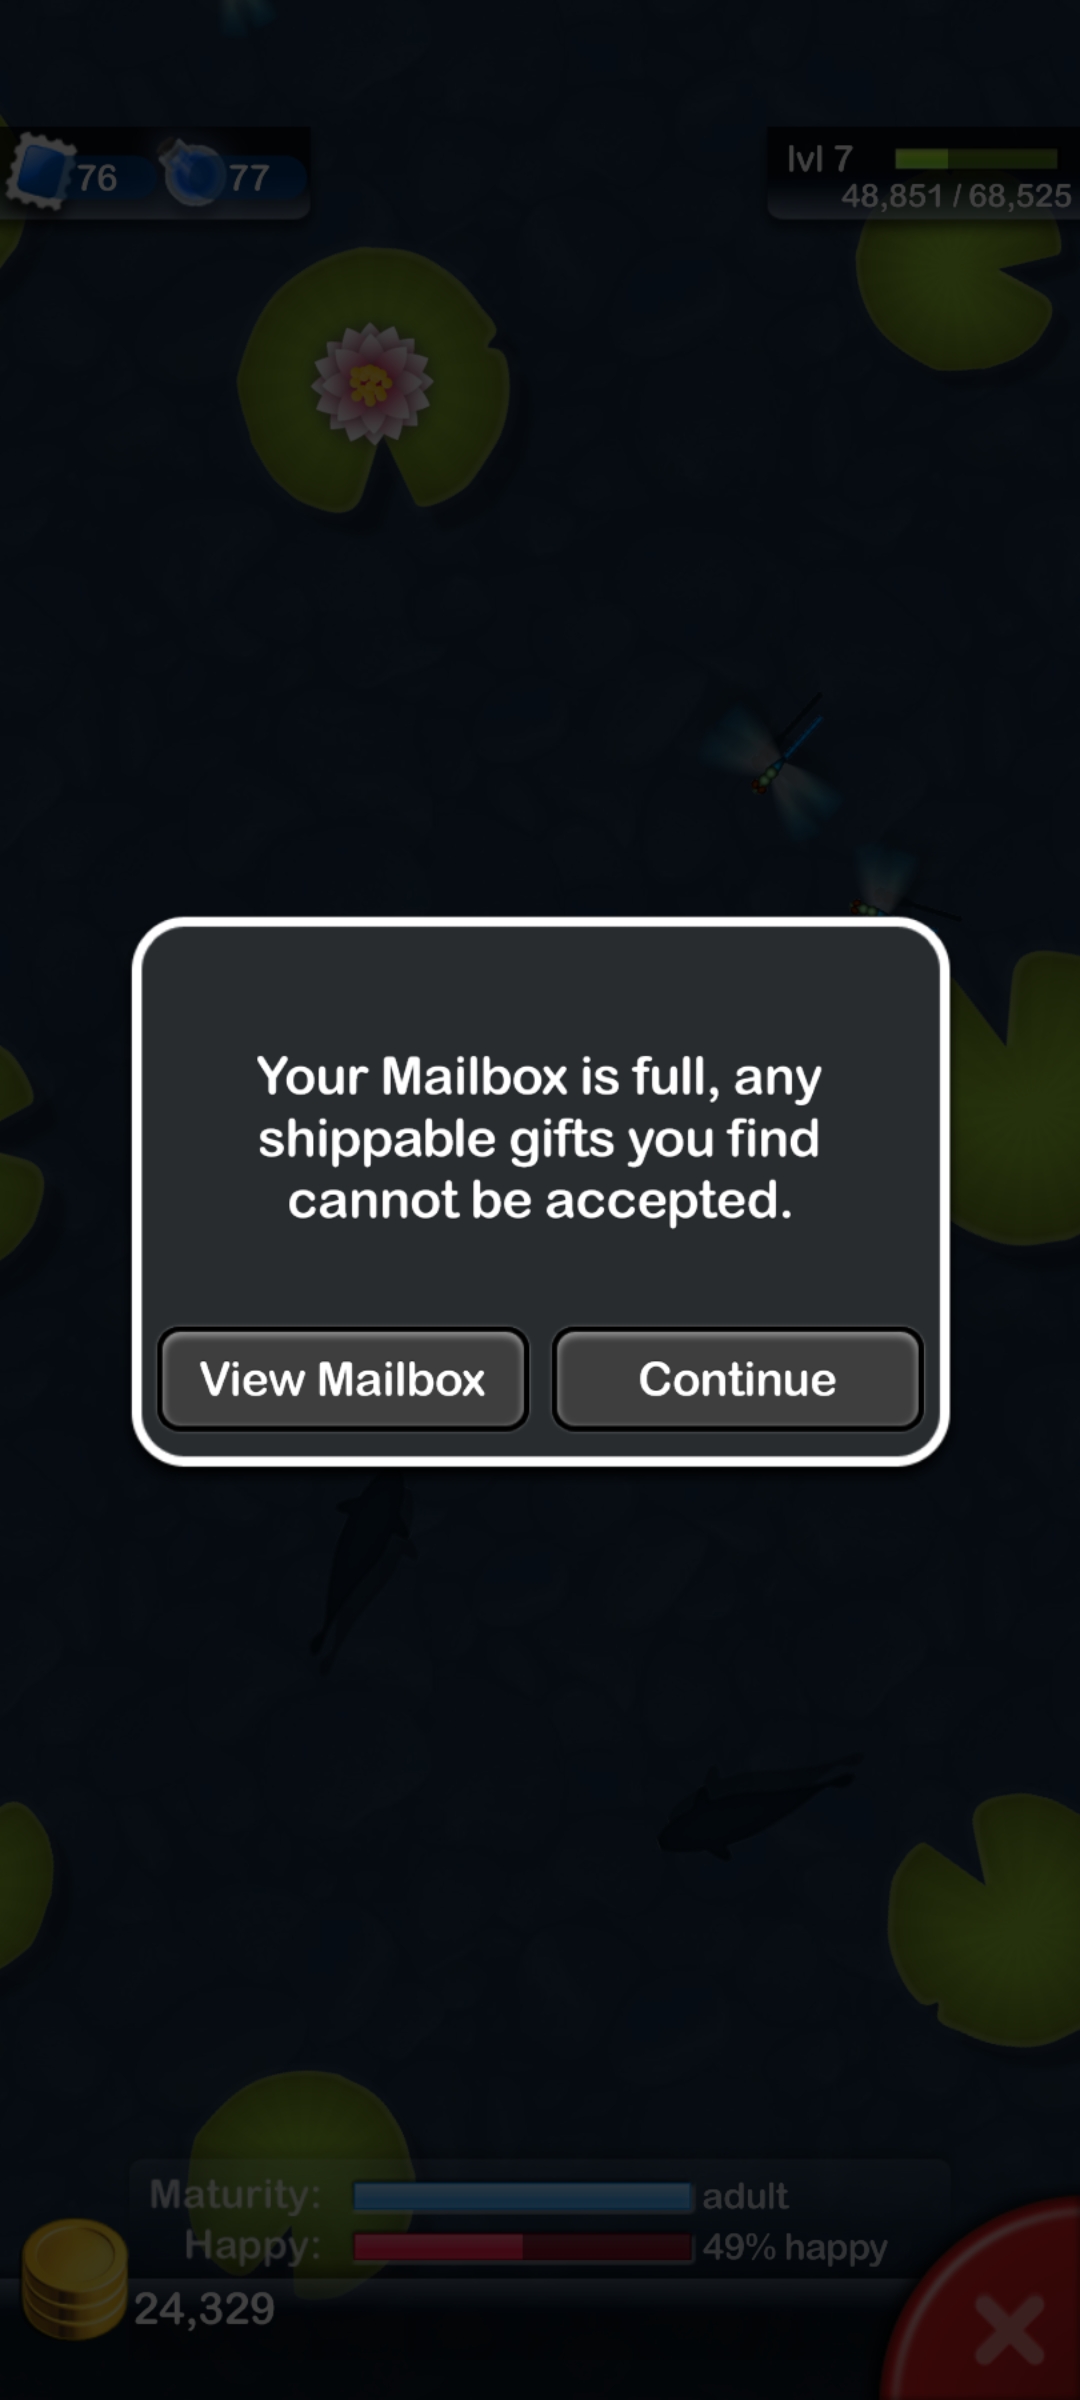 76 77 lvl 7
48,851 / 68,525
Your Mailbox is full, any
shippable gifts you find
cannot be accepted.
View Mailbox Continue
Maturity: adult
Happy: 49% happy
24,329